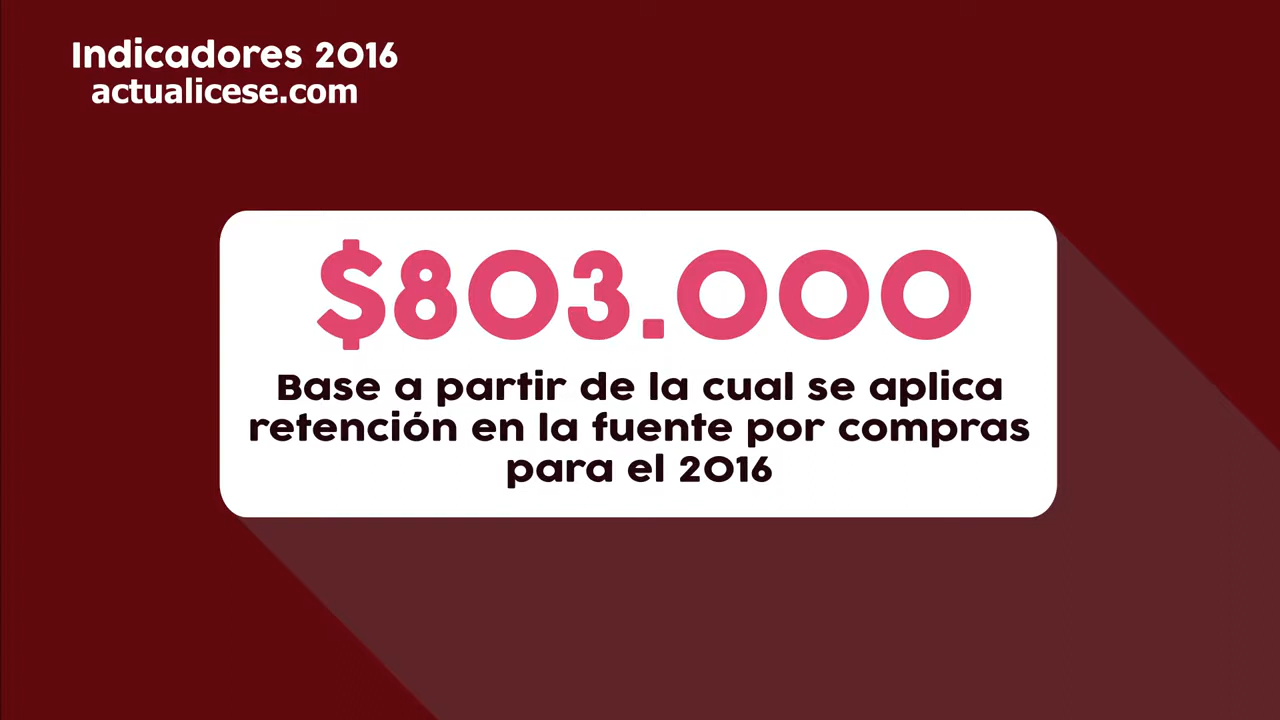 Indicadores 2016
actualicese.com
$803.000
Base a partir de la cual se aplica
retención en la fuente por compras
para el 2016